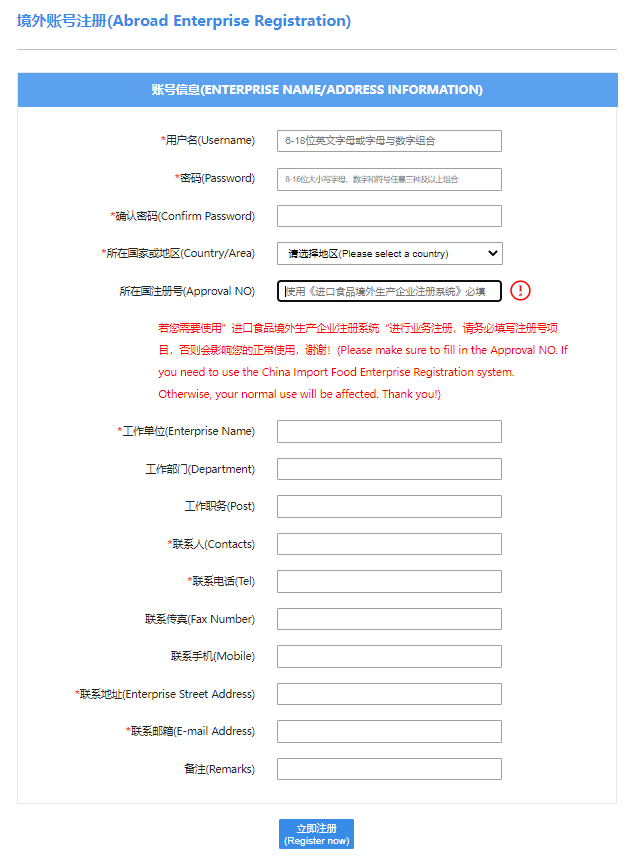 境外账号注册(Abroad Enterprise Registration)
账号信息(ENTERPRISE NAME/ADDRESS INFORMATION)
*用户名(Username) 6-18位英文字母或字母与数字组合
*密码(Password) 8-16位大小写字母、数字和符号任意三种及以上组合
*确认密码(Confirm Password)
*所在国家或地区(Country/Area) 请选择地区(Please select a country)
所在国注册号(Approval NO) 使用《进口食品境外生产企业注册系统》必填
若您需要使用”进口食品境外生产企业注册系统“进行业务注册，请务必填写注册号项
目，否则会影响您的正常使用，谢谢！(Please make sure to fill in the Approval NO. If
you need to use the China Import Food Enterprise Registration system.
Otherwise, your normal use will be affected. Thank you!)
*工作单位(Enterprise Name)
工作部门(Department)
工作职务(Post)
*联系人(Contacts)
*联系电话(Tel)
联系传真(Fax Number)
联系手机(Mobile)
*联系地址(Enterprise Street Address)
*联系邮箱(E-mail Address)
备注(Remarks)
立即注册
(Register now)